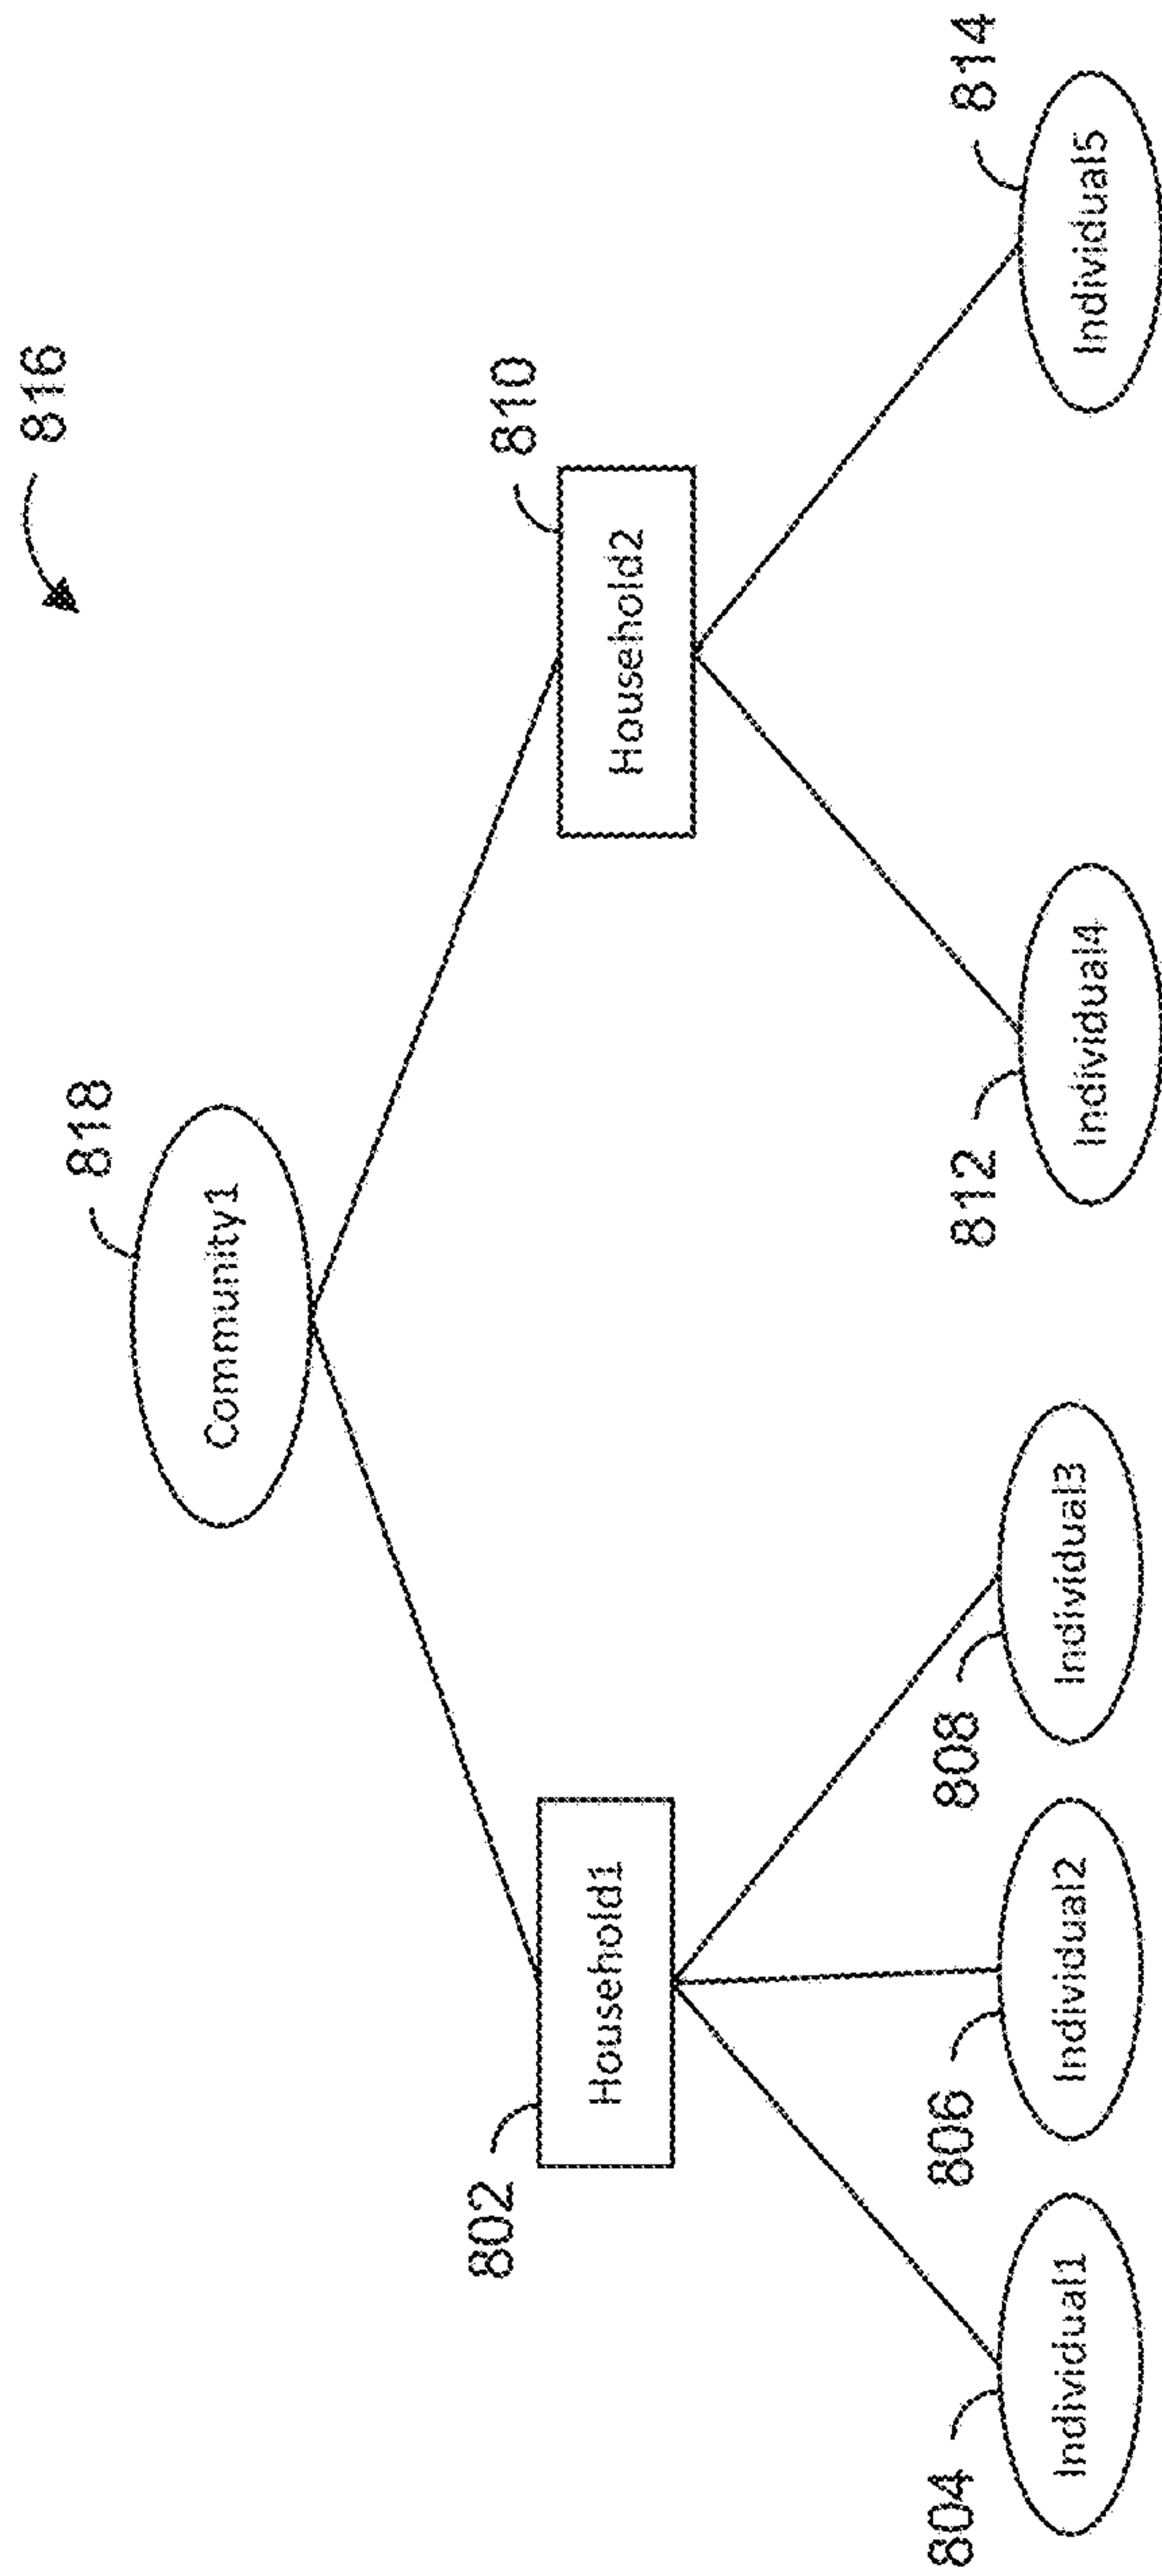 816
818
Community1
810
802
Household1
Household2
804
806
808
812
814
Individual1
Individual2
Individual3
Individual4
Individual5